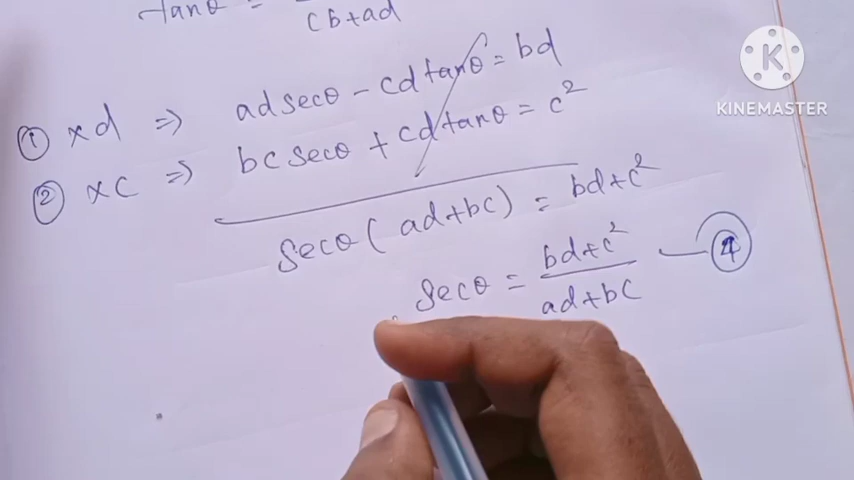 tanθ =
cb+ad
① ×d ⇒ ad secθ - cd tanθ = bd
② ×c ⇒ bc secθ + cd tanθ = c²
secθ (ad+bc) = bd+c²
secθ = bd+c² / ad+bc — ④
K
KINEMASTER